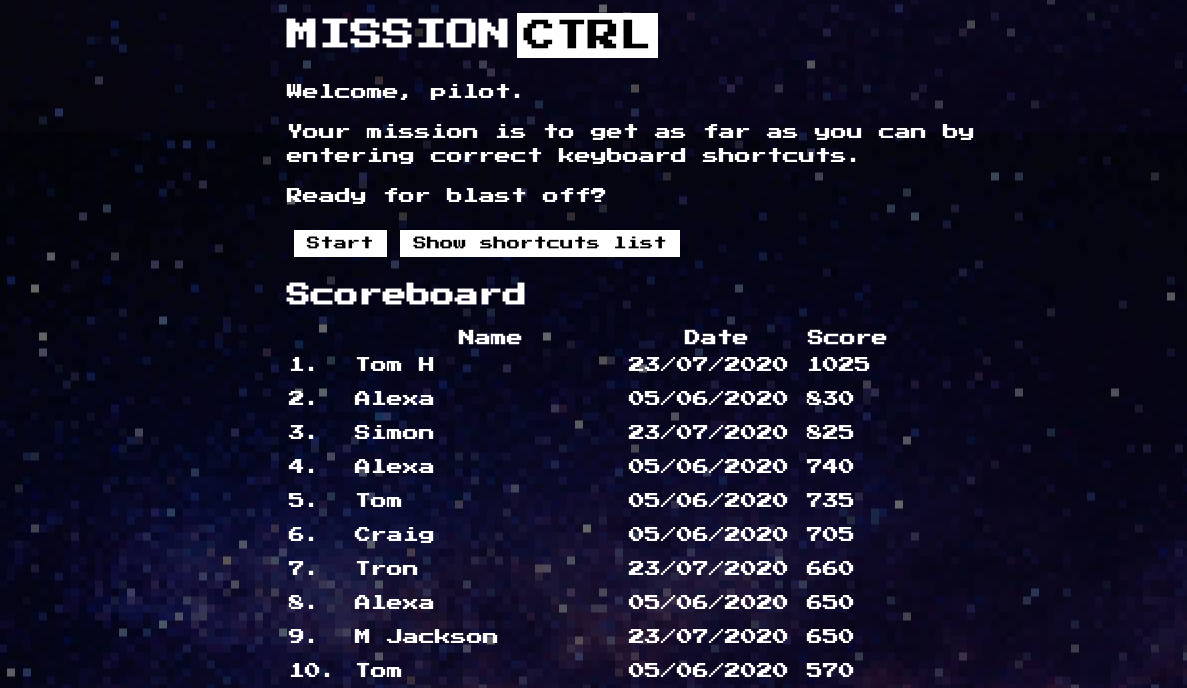 MISSION CTRL
Welcome, pilot.
Your mission is to get as far as you can by
entering correct keyboard shortcuts.
Ready for blast off?
Start Show shortcuts list
Scoreboard
Name Date Score
1. Tom H 23/07/2020 1025
2. Alexa 05/06/2020 830
3. Simon 23/07/2020 825
4. Alexa 05/06/2020 740
5. Tom 05/06/2020 735
6. Craig 05/06/2020 705
7. Tron 23/07/2020 660
8. Alexa 05/06/2020 650
9. M Jackson 23/07/2020 650
10. Tom 05/06/2020 570